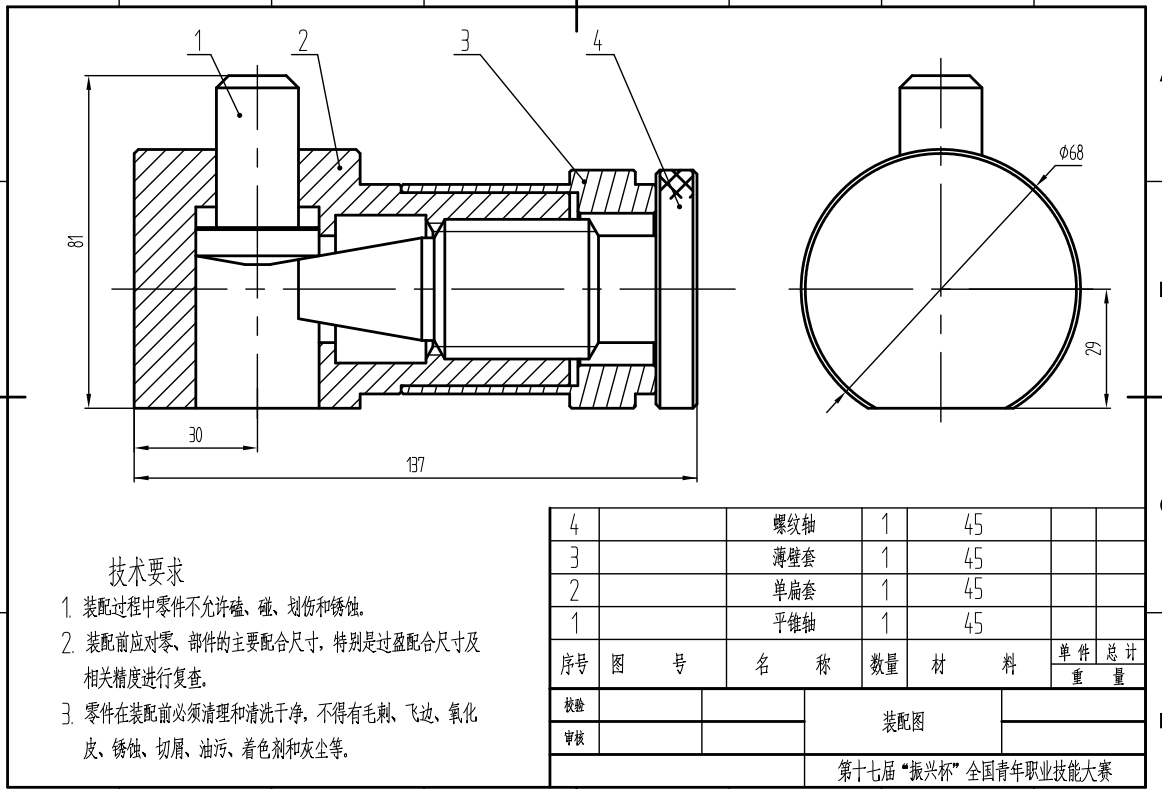 1 2 3 4
81
30
137
Φ68
29
技术要求
1. 装配过程中零件不允许磕、碰、划伤和锈蚀。
2. 装配前应对零、部件的主要配合尺寸，特别是过盈配合尺寸及
相关精度进行复查。
3. 零件在装配前必须清理和清洗干净，不得有毛刺、飞边、氧化
皮、锈蚀、切屑、油污、着色剂和灰尘等。
4 螺纹轴 1 45
3 薄壁套 1 45
2 单扁套 1 45
1 平锥轴 1 45
序号 图 号 名 称 数量 材 料 单件 总计
重 量
校验
装配图
审核
第十七届“振兴杯”全国青年职业技能大赛